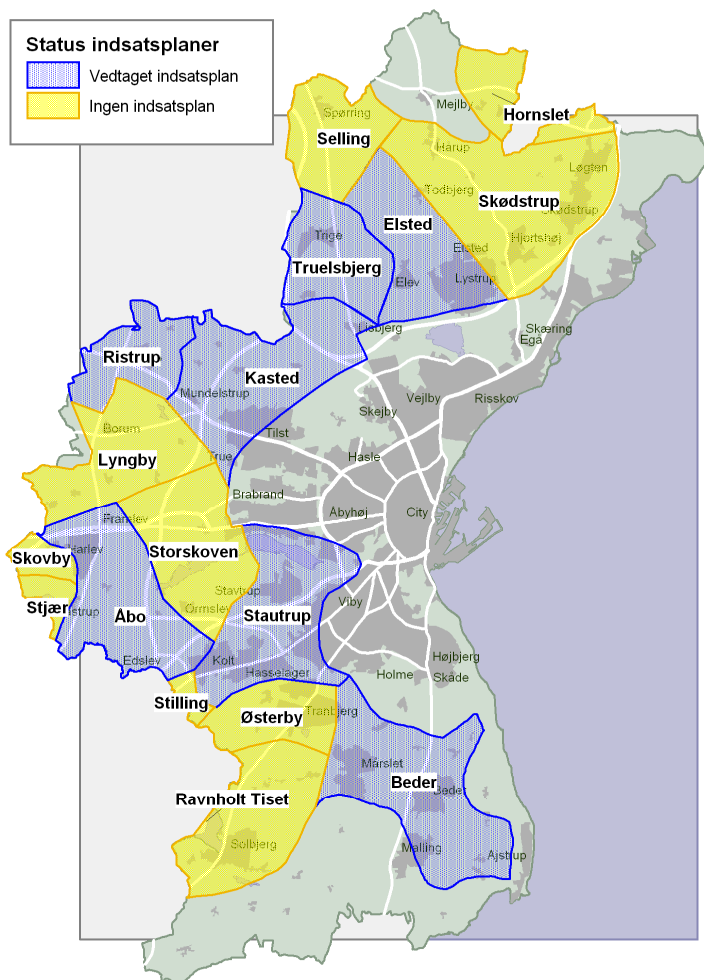 Status indsatsplaner
Vedtaget indsatsplan
Ingen indsatsplan
Mejlby
Hornslet
Spørring
Selling
Hårup
Løgten
Todbjerg
Skødstrup
Skødstrup
Elsted
Trige
Hjortshøj
Elsted
Truelsbjerg
Elev
Lystrup
Lisbjerg
Skæring
Egå
Ristrup
Kasted
Mundelstrup
Vejlby
Risskov
Skejby
Borum
Tilst
Lyngby
True
Hasle
Brabrand
Åbyhøj
City
Framlev
Harlev
Storskoven
Skovby
Stavtrup
Stjær
Ormslev
Viby
Åbo
Stautrup
Edslev
Kolt
Højbjerg
Hasselager
Holme
Skåde
Stilling
Østerby
Tranbjerg
Mårslet
Beder
Beder
Ravnholt Tiset
Solbjerg
Malling
Ajstrup